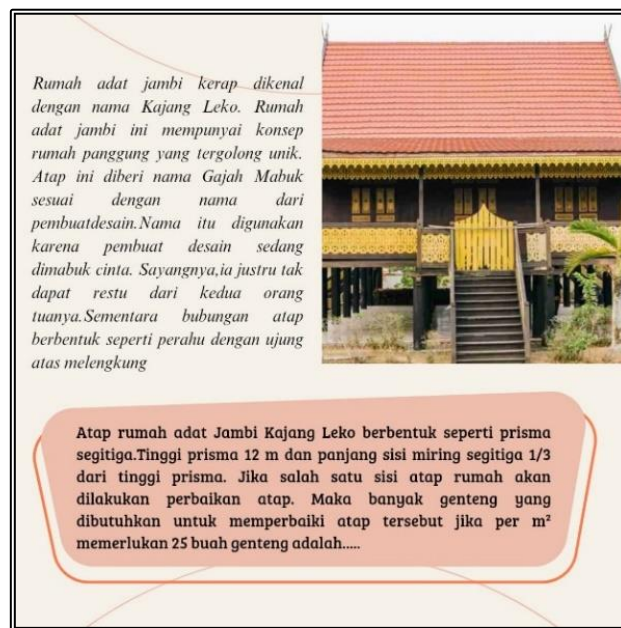 Rumah adat jambi kerap dikenal
dengan nama Kajang Leko. Rumah
adat jambi ini mempunyai konsep
rumah panggung yang tergolong unik.
Atap ini diberi nama Gajah Mabuk
sesuai dengan nama dari
pembuatdesain.Nama itu digunakan
karena pembuat desain sedang
dimabuk cinta. Sayangnya,ia justru tak
dapat restu dari kedua orang
tuanya.Sementara bubungan atap
berbentuk seperti perahu dengan ujung
atas melengkung
Atap rumah adat Jambi Kajang Leko berbentuk seperti prisma
segitiga.Tinggi prisma 12 m dan panjang sisi miring segitiga 1/3
dari tinggi prisma. Jika salah satu sisi atap rumah akan
dilakukan perbaikan atap. Maka banyak genteng yang
dibutuhkan untuk memperbaiki atap tersebut jika per m²
memerlukan 25 buah genteng adalah.....